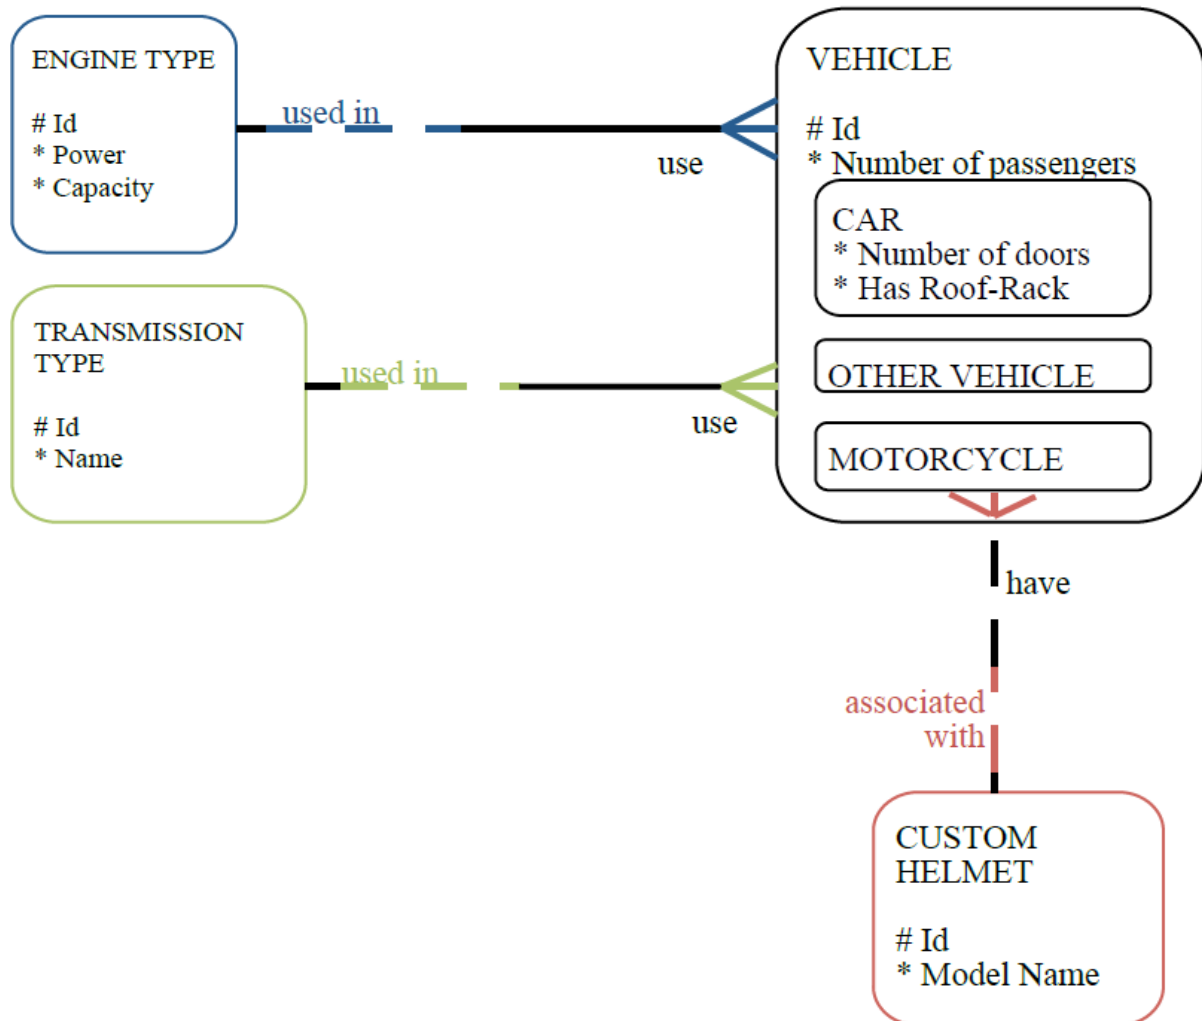 ENGINE TYPE
# Id
* Power
* Capacity
used in
use
VEHICLE
# Id
* Number of passengers
CAR
* Number of doors
* Has Roof-Rack
OTHER VEHICLE
MOTORCYCLE
TRANSMISSION
TYPE
# Id
* Name
used in
use
have
associated
with
CUSTOM
HELMET
# Id
* Model Name